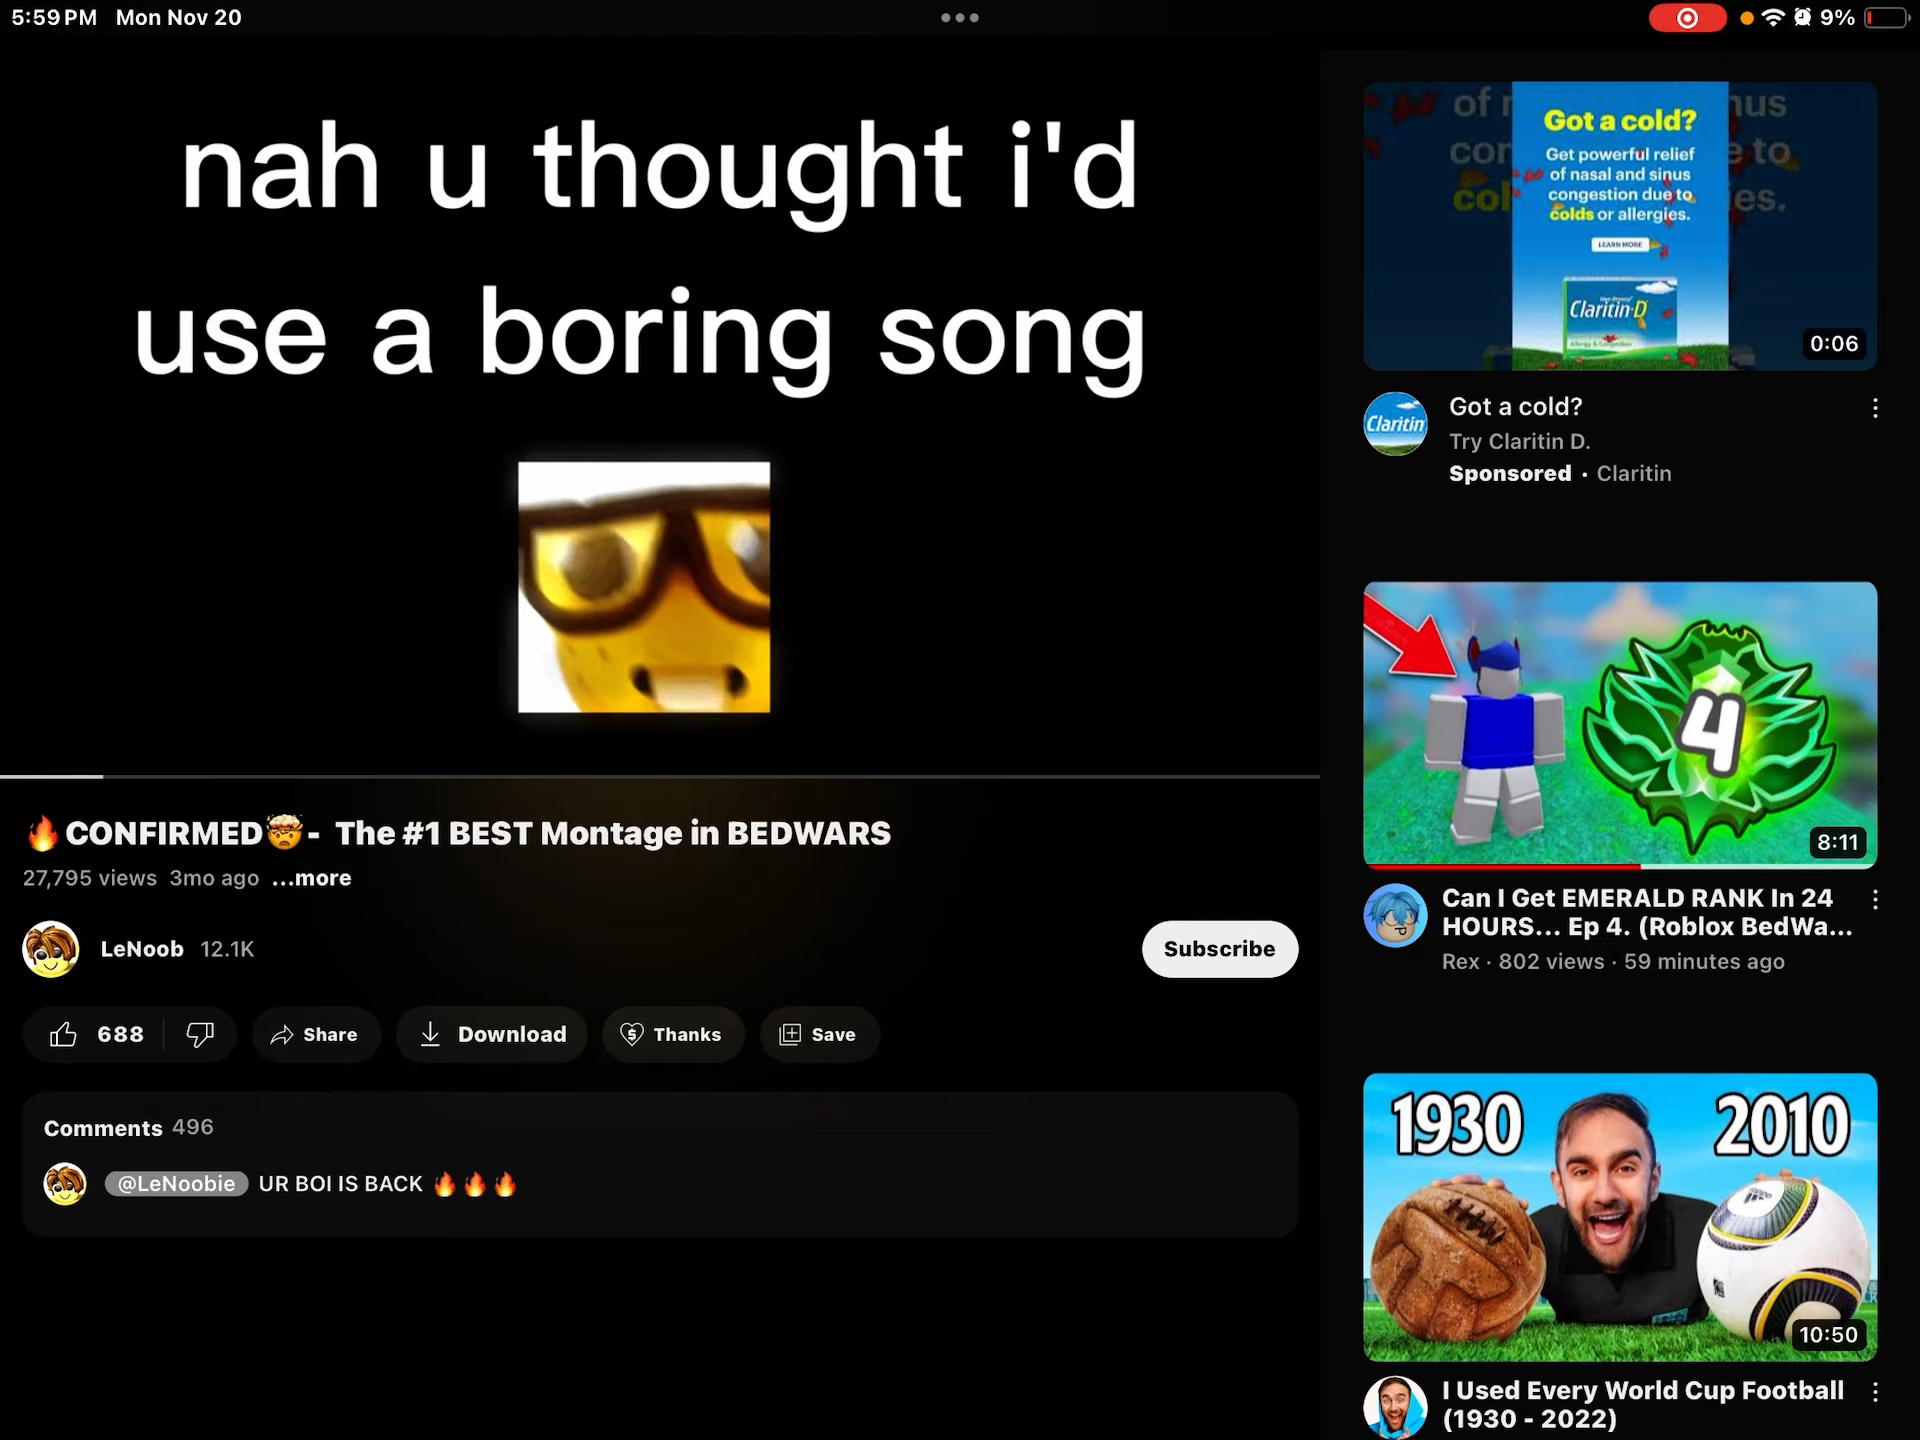 5:59 PM Mon Nov 20
9%
nah u thought i'd
use a boring song
🔥CONFIRMED🤯- The #1 BEST Montage in BEDWARS
27,795 views 3mo ago ...more
LeNoob 12.1K
Subscribe
688
Share
Download
Thanks
Save
Comments 496
@LeNoobie UR BOI IS BACK 🔥🔥🔥
Got a cold?
Get powerful relief
of nasal and sinus
congestion due to
colds or allergies.
LEARN MORE
Claritin-D
Allergy & Congestion
0:06
Claritin
Got a cold?
Try Claritin D.
Sponsored · Claritin
4
8:11
Can I Get EMERALD RANK In 24
HOURS... Ep 4. (Roblox BedWa...
Rex · 802 views · 59 minutes ago
1930
2010
10:50
I Used Every World Cup Football
(1930 - 2022)